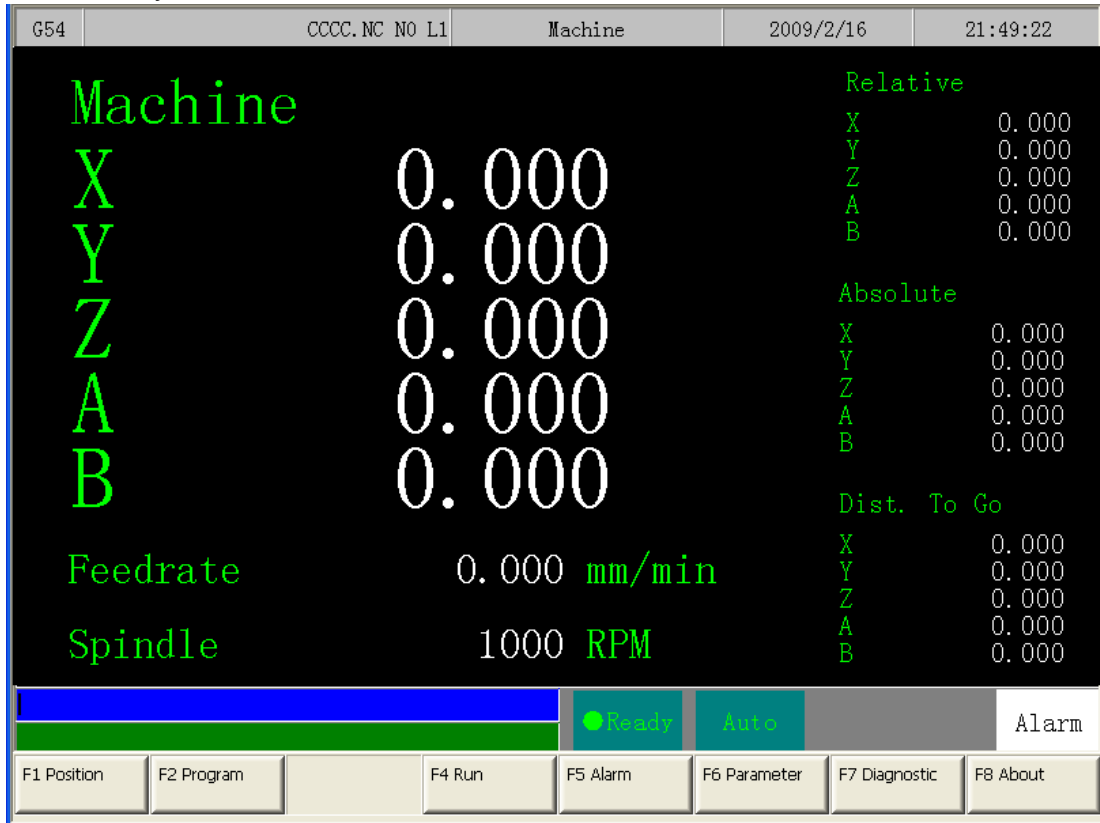 G54 CCCC.NC N0 L1 Machine 2009/2/16 21:49:22
Machine
X 0.000
Y 0.000
Z 0.000
A 0.000
B 0.000
Feedrate 0.000 mm/min
Spindle 1000 RPM
Relative
X 0.000
Y 0.000
Z 0.000
A 0.000
B 0.000
Absolute
X 0.000
Y 0.000
Z 0.000
A 0.000
B 0.000
Dist. To Go
X 0.000
Y 0.000
Z 0.000
A 0.000
B 0.000
Ready Auto Alarm
F1 Position F2 Program F4 Run F5 Alarm F6 Parameter F7 Diagnostic F8 About